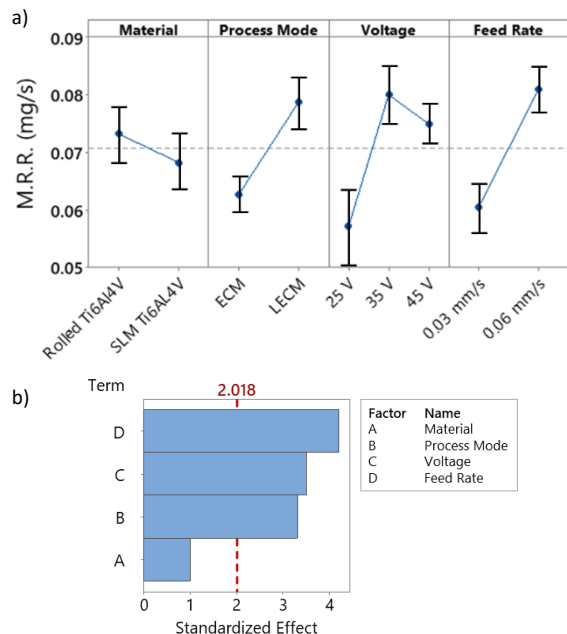 a)
Material Process Mode Voltage Feed Rate
M.R.R. (mg/s)
0.09
0.08
0.07
0.06
0.05
Rolled Ti6Al4V SLM Ti6AL4V ECM LECM 25 V 35 V 45 V 0.03 mm/s 0.06 mm/s
b)
Term
2.018
D
C
B
A
0 1 2 3 4
Standardized Effect
Factor Name
A Material
B Process Mode
C Voltage
D Feed Rate